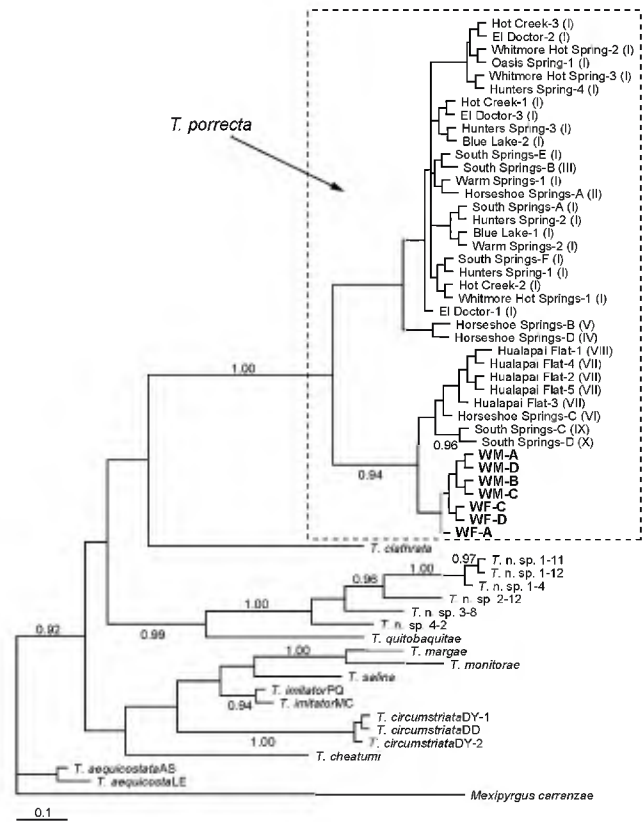 Hot Creek-3 (I)
El Doctor-2 (I)
Whitmore Hot Spring-2 (I)
Oasis Spring-1 (I)
Whitmore Hot Spring-3 (I)
Hunters Spring-4 (I)
Hot Creek-1 (I)
El Doctor-3 (I)
Hunters Spring-3 (I)
Blue Lake-2 (I)
South Springs-E (I)
South Springs-B (III)
Warm Springs-1 (I)
Horseshoe Springs-A (II)
South Springs-A (I)
Hunters Spring-2 (I)
Blue Lake-1 (I)
Warm Springs-2 (I)
South Springs-F (I)
Hunters Spring-1 (I)
Hot Creek-2 (I)
Whitmore Hot Springs-1 (I)
El Doctor-1 (I)
Horseshoe Springs-B (V)
Horseshoe Springs-D (IV)
Hualapai Flat-1 (VIII)
Hualapai Flat-4 (VII)
Hualapai Flat-2 (VII)
Hualapai Flat-5 (VII)
Hualapai Flat-3 (VII)
Horseshoe Springs-C (VI)
South Springs-C (IX)
0.96
South Springs-D (X)
WM-A
WM-D
WM-B
WM-C
WF-C
WF-D
WF-A
T. porrecta
1.00
0.94
T. clathrata
0.97
T. n. sp. 1-11
T. n. sp. 1-12
T. n. sp. 1-4
1.00
0.96
T. n. sp 2-12
1.00
T. n. sp. 3-8
T. n. sp. 4-2
0.92
0.99
T. quitobaquitae
1.00
T. margae
T. monitorae
T. salina
T. imitatorPQ
0.94
T. imitatorMC
T. circumstriataDY-1
T. circumstriataDD
1.00
T. circumstriataDY-2
T. cheatumi
T. aequicostataAS
T. aequicostaLE
Mexipyrgus carranzae
0.1